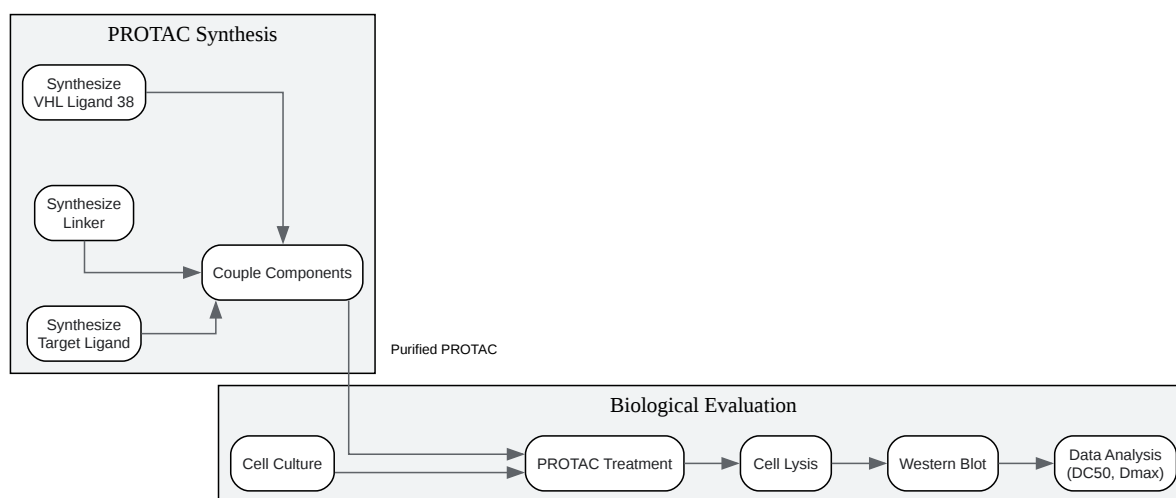 PROTAC Synthesis
Synthesize
VHL Ligand 38
Synthesize
Linker
Couple Components
Synthesize
Target Ligand
Purified PROTAC
Biological Evaluation
Cell Culture
PROTAC Treatment
Cell Lysis
Western Blot
Data Analysis
(DC50, Dmax)